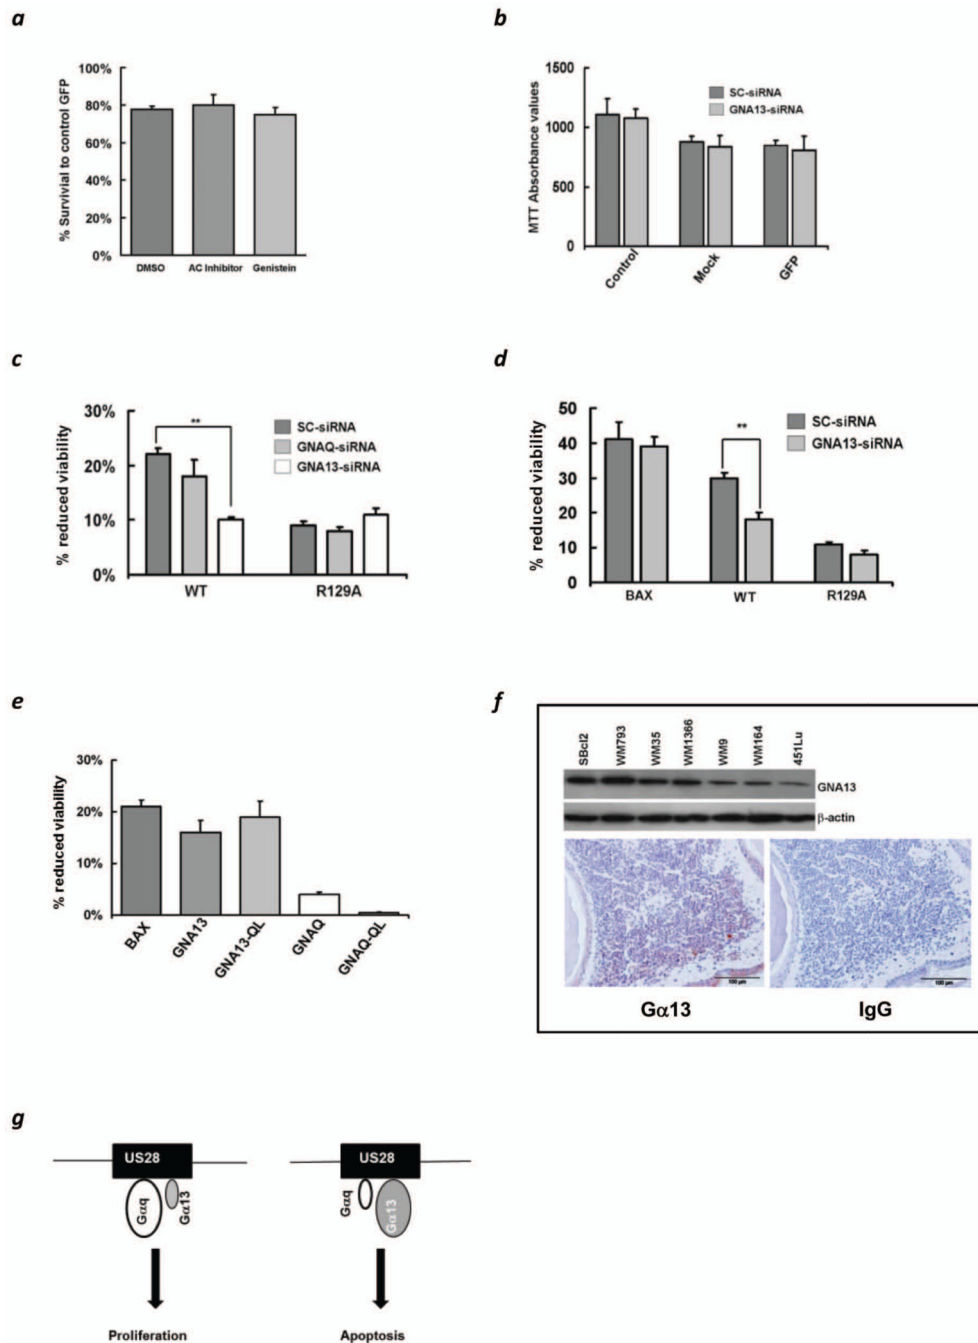 a
% Survivial to control GFP
100%
80%
60%
40%
20%
0%
DMSO
AC Inhibitor
Genistein
b
MTT Absorbance values
1500
1000
500
0
SC-siRNA
GNA13-siRNA
Control
Mock
GFP
c
% reduced viability
30%
20%
10%
0%
**
SC-siRNA
GNAQ-siRNA
GNA13-siRNA
WT
R129A
d
% reduced viability
50
40
30
20
10
0
**
SC-siRNA
GNA13-siRNA
BAX
WT
R129A
e
% reduced viability
30%
20%
10%
0%
BAX
GNA13
GNA13-QL
GNAQ
GNAQ-QL
f
SBcl2
WM793
WM35
WM1366
WM9
WM164
451Lu
GNA13
β-actin
100 μm
100 μm
Gα13
IgG
g
US28
Gαq
Gα13
Proliferation
US28
Gαq
Gα13
Apoptosis